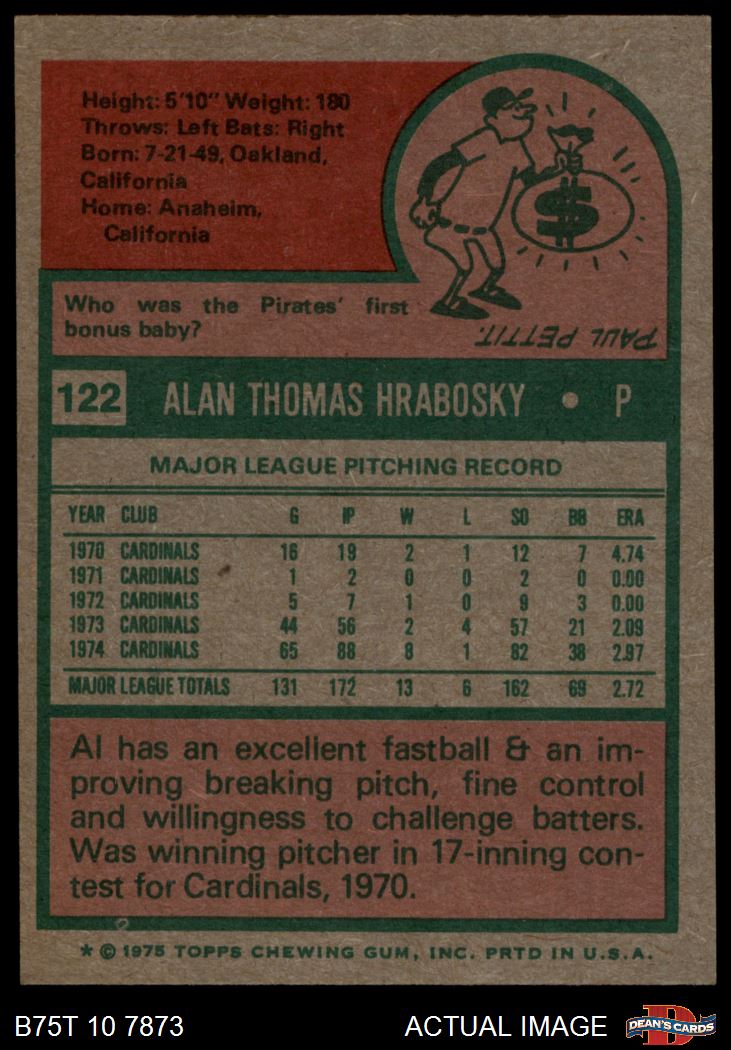 Height: 5'10" Weight: 180
Throws: Left Bats: Right
Born: 7-21-49, Oakland,
California
Home: Anaheim,
California
$
Who was the Pirates' first
bonus baby?
PAUL PETTIT.
122 ALAN THOMAS HRABOSKY • P
MAJOR LEAGUE PITCHING RECORD
YEAR CLUB G IP W L SO BB ERA
1970 CARDINALS 16 19 2 1 12 7 4.74
1971 CARDINALS 1 2 0 0 2 0 0.00
1972 CARDINALS 5 7 1 0 9 3 0.00
1973 CARDINALS 44 56 2 4 57 21 2.09
1974 CARDINALS 65 88 8 1 82 38 2.97
MAJOR LEAGUE TOTALS 131 172 13 6 162 69 2.72
Al has an excellent fastball & an im-
proving breaking pitch, fine control
and willingness to challenge batters.
Was winning pitcher in 17-inning con-
test for Cardinals, 1970.
* © 1975 TOPPS CHEWING GUM, INC. PRTD IN U.S.A.
B75T 10 7873 ACTUAL IMAGE D DEAN'S CARDS